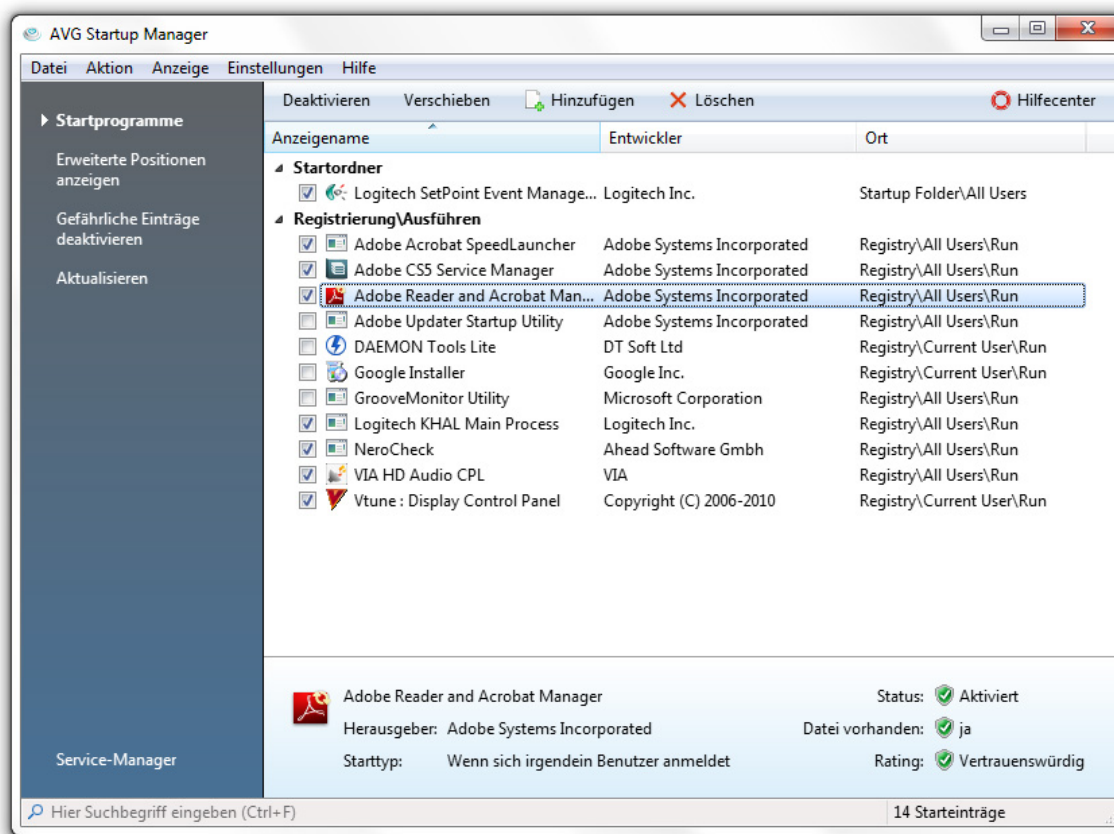 AVG Startup Manager
Datei Aktion Anzeige Einstellungen Hilfe
Deaktivieren Verschieben Hinzufügen Löschen Hilfecenter
Startprogramme
Erweiterte Positionen
anzeigen
Gefährliche Einträge
deaktivieren
Aktualisieren
Service-Manager
Anzeigename Entwickler Ort
Startordner
Logitech SetPoint Event Manage... Logitech Inc. Startup Folder\All Users
Registrierung\Ausführen
Adobe Acrobat SpeedLauncher Adobe Systems Incorporated Registry\All Users\Run
Adobe CS5 Service Manager Adobe Systems Incorporated Registry\All Users\Run
Adobe Reader and Acrobat Man... Adobe Systems Incorporated Registry\All Users\Run
Adobe Updater Startup Utility Adobe Systems Incorporated Registry\All Users\Run
DAEMON Tools Lite DT Soft Ltd Registry\Current User\Run
Google Installer Google Inc. Registry\Current User\Run
GrooveMonitor Utility Microsoft Corporation Registry\All Users\Run
Logitech KHAL Main Process Logitech Inc. Registry\All Users\Run
NeroCheck Ahead Software Gmbh Registry\All Users\Run
VIA HD Audio CPL VIA Registry\All Users\Run
Vtune : Display Control Panel Copyright (C) 2006-2010 Registry\Current User\Run
Adobe Reader and Acrobat Manager Status: Aktiviert
Herausgeber: Adobe Systems Incorporated Datei vorhanden: ja
Starttyp: Wenn sich irgendein Benutzer anmeldet Rating: Vertrauenswürdig
Hier Suchbegriff eingeben (Ctrl+F) 14 Starteinträge